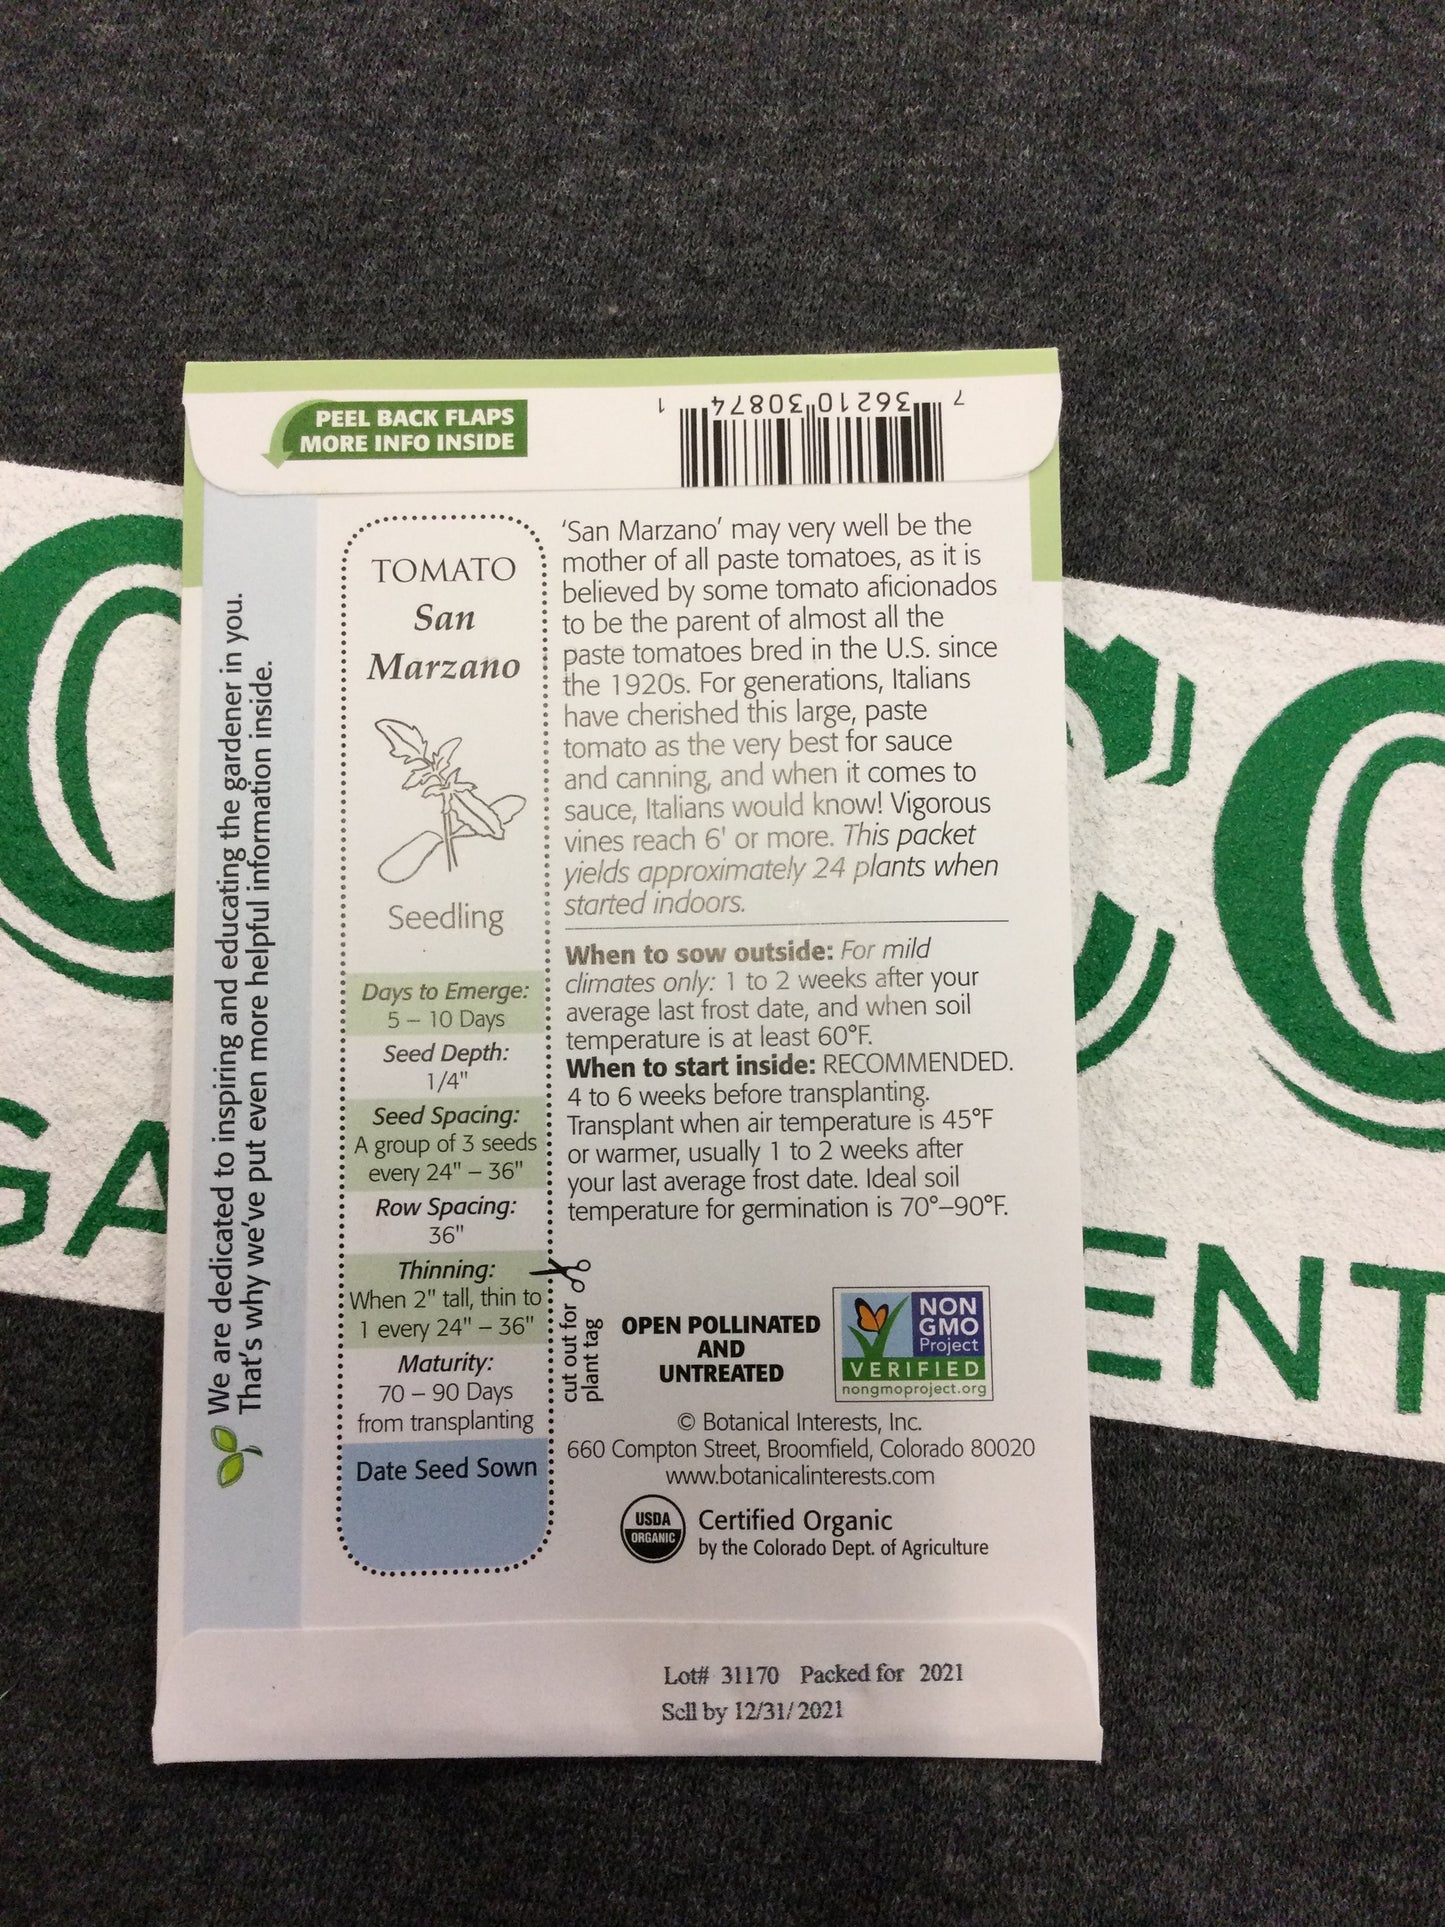 PEEL BACK FLAPS
MORE INFO INSIDE
7 36210 30874 1
We are dedicated to inspiring and educating the gardener in you.
That's why we've put even more helpful information inside.
TOMATO
San
Marzano
Seedling
Days to Emerge:
5 – 10 Days
Seed Depth:
1/4"
Seed Spacing:
A group of 3 seeds
every 24" – 36"
Row Spacing:
36"
Thinning:
When 2" tall, thin to
1 every 24" – 36"
Maturity:
70 – 90 Days
from transplanting
Date Seed Sown
cut out for
plant tag
'San Marzano' may very well be the
mother of all paste tomatoes, as it is
believed by some tomato aficionados
to be the parent of almost all the
paste tomatoes bred in the U.S. since
the 1920s. For generations, Italians
have cherished this large, paste
tomato as the very best for sauce
and canning, and when it comes to
sauce, Italians would know! Vigorous
vines reach 6' or more. This packet
yields approximately 24 plants when
started indoors.
When to sow outside: For mild
climates only: 1 to 2 weeks after your
average last frost date, and when soil
temperature is at least 60°F.
When to start inside: RECOMMENDED.
4 to 6 weeks before transplanting.
Transplant when air temperature is 45°F
or warmer, usually 1 to 2 weeks after
your last average frost date. Ideal soil
temperature for germination is 70°–90°F.
OPEN POLLINATED
AND
UNTREATED
NON
GMO
Project
VERIFIED
nongmoproject.org
© Botanical Interests, Inc.
660 Compton Street, Broomfield, Colorado 80020
www.botanicalinterests.com
USDA
ORGANIC
Certified Organic
by the Colorado Dept. of Agriculture
Lot# 31170 Packed for 2021
Sell by 12/31/2021
GA
ENT